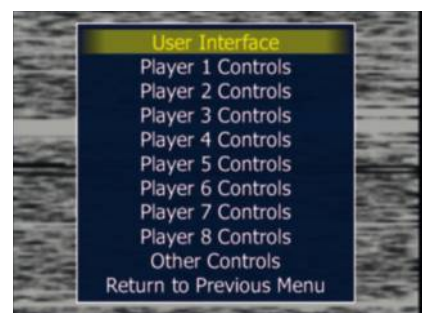 User Interface
Player 1 Controls
Player 2 Controls
Player 3 Controls
Player 4 Controls
Player 5 Controls
Player 6 Controls
Player 7 Controls
Player 8 Controls
Other Controls
Return to Previous Menu